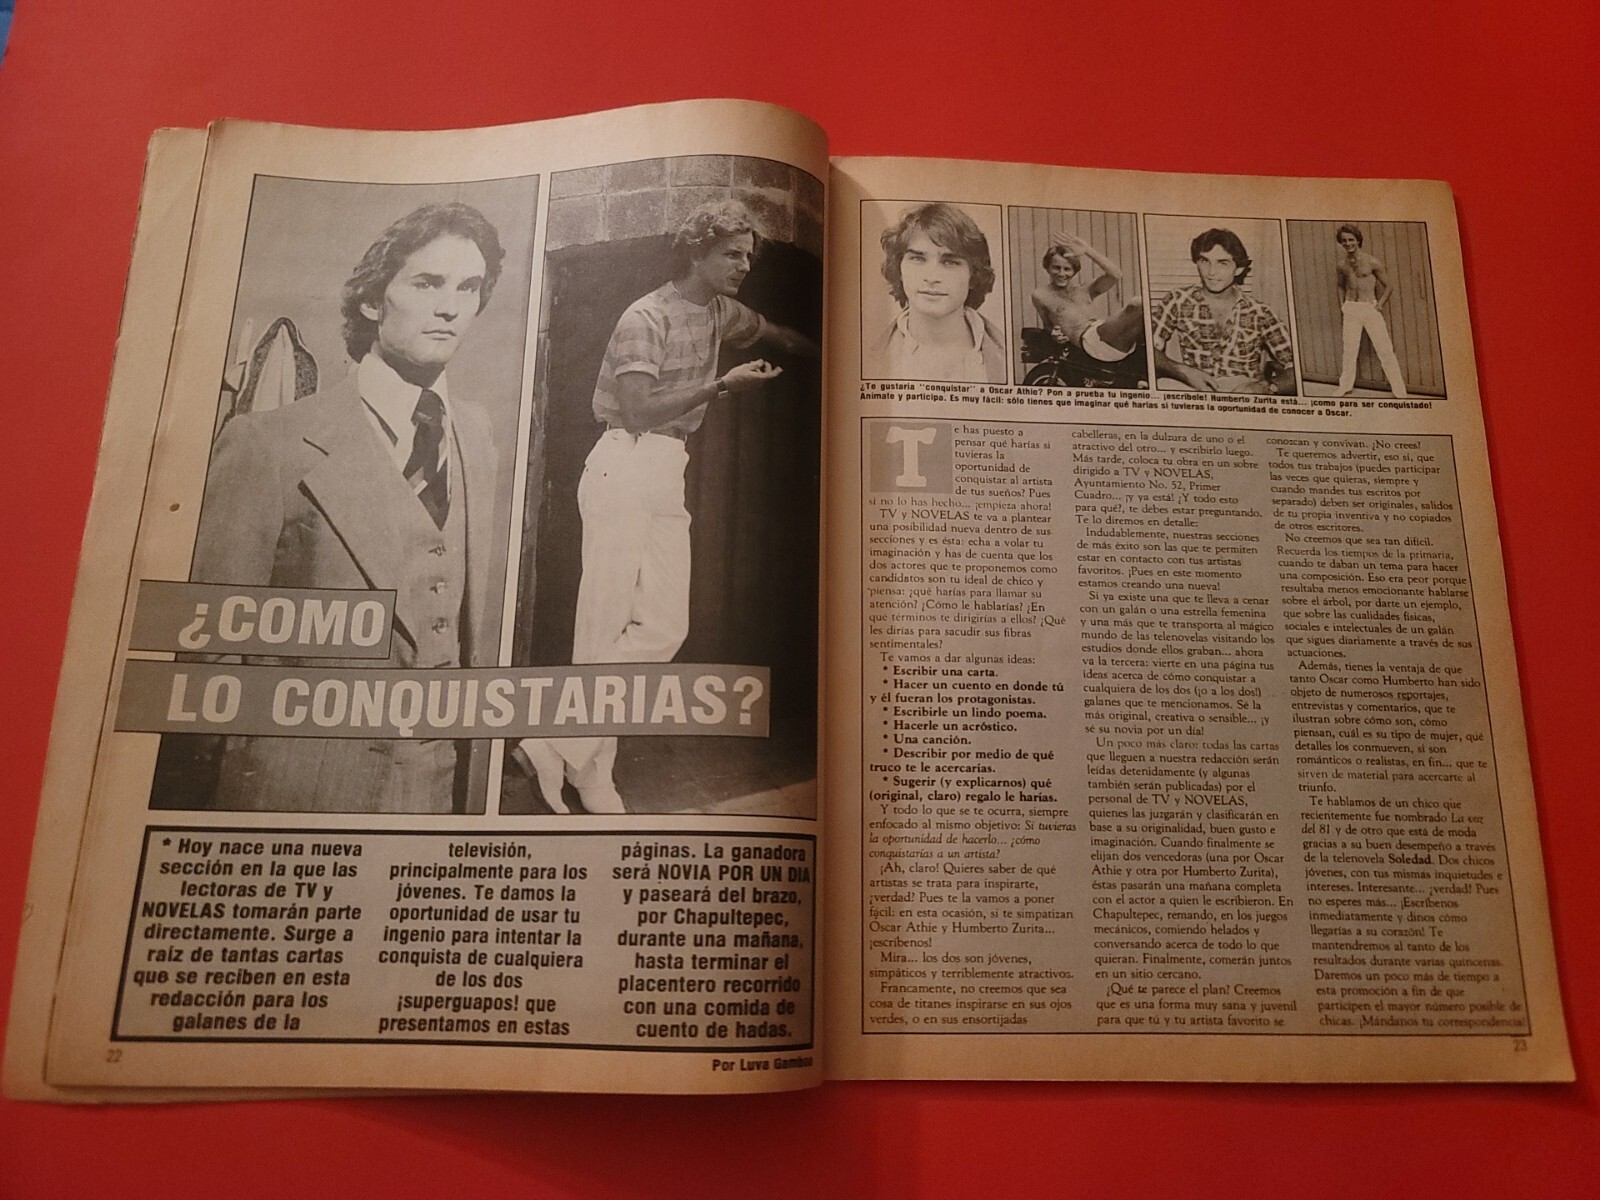 ¿COMO
LO CONQUISTARIAS?
* Hoy nace una nueva
sección en la que las
lectoras de TV y
NOVELAS tomarán parte
directamente. Surge a
raíz de tantas cartas
que se reciben en esta
redacción para los
galanes de la
televisión,
principalmente para los
jóvenes. Te damos la
oportunidad de usar tu
ingenio para intentar la
conquista de cualquiera
de los dos
¡superguapos! que
presentamos en estas
páginas. La ganadora
será NOVIA POR UN DIA
y paseará del brazo,
por Chapultepec,
durante una mañana,
hasta terminar el
placentero recorrido
con una comida de
cuento de hadas.
22
Por Luva Gamboa
¿Te gustaría "conquistar" a Oscar Athie? Pon a prueba tu ingenio... ¡escríbele! Humberto Zurita está... ¡como para ser conquistado!
Anímate y participa. Es muy fácil: sólo tienes que imaginar qué harías si tuvieras la oportunidad de conocer a Oscar.
Te has puesto a
pensar qué harías si
tuvieras la
oportunidad de
conquistar al artista
de tus sueños? Pues
si no lo has hecho... ¡empieza ahora!
TV y NOVELAS te va a plantear
una posibilidad nueva dentro de sus
secciones y es ésta: echa a volar tu
imaginación y has de cuenta que los
dos actores que te proponemos como
candidatos son tu ideal de chico y
piensa: ¿qué harías para llamar su
atención? ¿Cómo le hablarías? ¿En
que términos te dirigirías a ellos? ¿Qué
les dirías para sacudir sus fibras
sentimentales?
Te vamos a dar algunas ideas:
* Escribir una carta.
* Hacer un cuento en donde tú
y él fueran los protagonistas.
* Escribirle un lindo poema.
* Hacerle un acróstico.
* Una canción.
* Describir por medio de qué
truco te le acercarías.
* Sugerir (y explicarnos) qué
(original, claro) regalo le harías.
Y todo lo que se te ocurra, siempre
enfocado al mismo objetivo: Si tuvieras
la oportunidad de hacerlo... ¿cómo
conquistarías a un artista?
¡Ah, claro! Quieres saber de qué
artistas se trata para inspirarte,
¿verdad? Pues te la vamos a poner
fácil: en esta ocasión, si te simpatizan
Oscar Athie y Humberto Zurita...
¡escríbenos!
Mira... los dos son jóvenes,
simpáticos y terriblemente atractivos.
Francamente, no creemos que sea
cosa de titanes inspirarse en sus ojos
verdes, o en sus ensortijadas
cabelleras, en la dulzura de uno o el
atractivo del otro... y escribirlo luego.
Más tarde, coloca tu obra en un sobre
dirigido a TV y NOVELAS,
Ayuntamiento No. 52, Primer
Cuadro... ¡y ya está! ¿Y todo esto
para qué?, te debes estar preguntando.
Te lo diremos en detalle:
Indudablemente, nuestras secciones
de más éxito son las que te permiten
estar en contacto con tus artistas
favoritos. ¡Pues en este momento
estamos creando una nueva!
Si ya existe una que te lleva a cenar
con un galán o una estrella femenina
y una más que te transporta al mágico
mundo de las telenovelas visitando los
estudios donde ellos graban... ahora
va la tercera: vierte en una página tus
ideas acerca de cómo conquistar a
cualquiera de los dos (¡o a los dos!)
galanes que te mencionamos. Sé la
más original, creativa o sensible... ¡y
sé su novia por un día!
Un poco más claro: todas las cartas
que lleguen a nuestra redacción serán
leídas detenidamente (y algunas
también serán publicadas) por el
personal de TV y NOVELAS,
quienes las juzgarán y clasificarán en
base a su originalidad, buen gusto e
imaginación. Cuando finalmente se
elijan dos vencedoras (una por Oscar
Athie y otra por Humberto Zurita),
éstas pasarán una mañana completa
con el actor a quien le escribieron. En
Chapultepec, remando, en los juegos
mecánicos, comiendo helados y
conversando acerca de todo lo que
quieran. Finalmente, comerán juntos
en un sitio cercano.
¿Qué te parece el plan? Creemos
que es una forma muy sana y juvenil
para que tú y tu artista favorito se
conozcan y convivan. ¡No crees!
Te queremos advertir, eso sí, que
todos tus trabajos (puedes participar
las veces que quieras, siempre y
cuando mandes tus escritos por
separado) deben ser originales, salidos
de tu propia inventiva y no copiados
de otros escritores.
No creemos que sea tan difícil.
Recuerda los tiempos de la primaria,
cuando te daban un tema para hacer
una composición. Eso era peor porque
resultaba menos emocionante hablarse
sobre el árbol, por darte un ejemplo,
que sobre las cualidades físicas,
sociales e intelectuales de un galán
que sigues diariamente a través de sus
actuaciones.
Además, tienes la ventaja de que
tanto Oscar como Humberto han sido
objeto de numerosos reportajes,
entrevistas y comentarios, que te
ilustran sobre cómo son, cómo
piensan, cuál es su tipo de mujer, qué
detalles los conmueven, si son
románticos o realistas, en fin... que te
sirven de material para acercarte al
triunfo.
Te hablamos de un chico que
recientemente fue nombrado La voz
del 81 y de otro que está de moda
gracias a su buen desempeño a través
de la telenovela Soledad. Dos chicos
jóvenes, con tus mismas inquietudes e
intereses. Interesante... ¿verdad? Pues
no esperes más... ¡Escríbenos
inmediatamente y dinos cómo
llegarías a su corazón! Te
mantendremos al tanto de los
resultados durante varias quincenas.
Daremos un poco más de tiempo a
esta promoción a fin de que
participen el mayor número posible de
chicas. ¡Mándanos tu correspondencia!
23